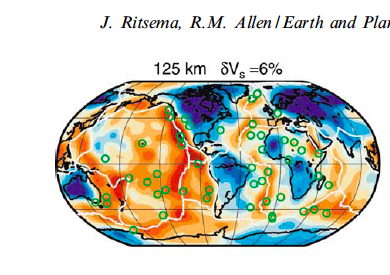 J. Ritsema, R.M. Allen / Earth and Plan
125 km δVₛ =6%